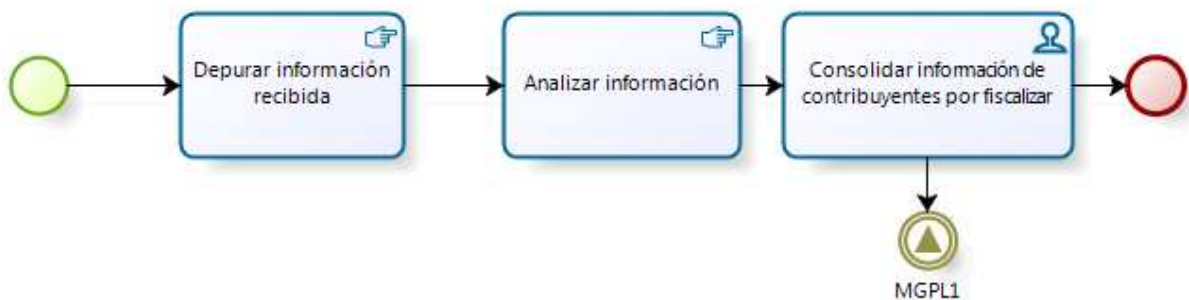 Depurar información
recibida
Analizar información
Consolidar información de
contribuyentes por fiscalizar
MGPL1